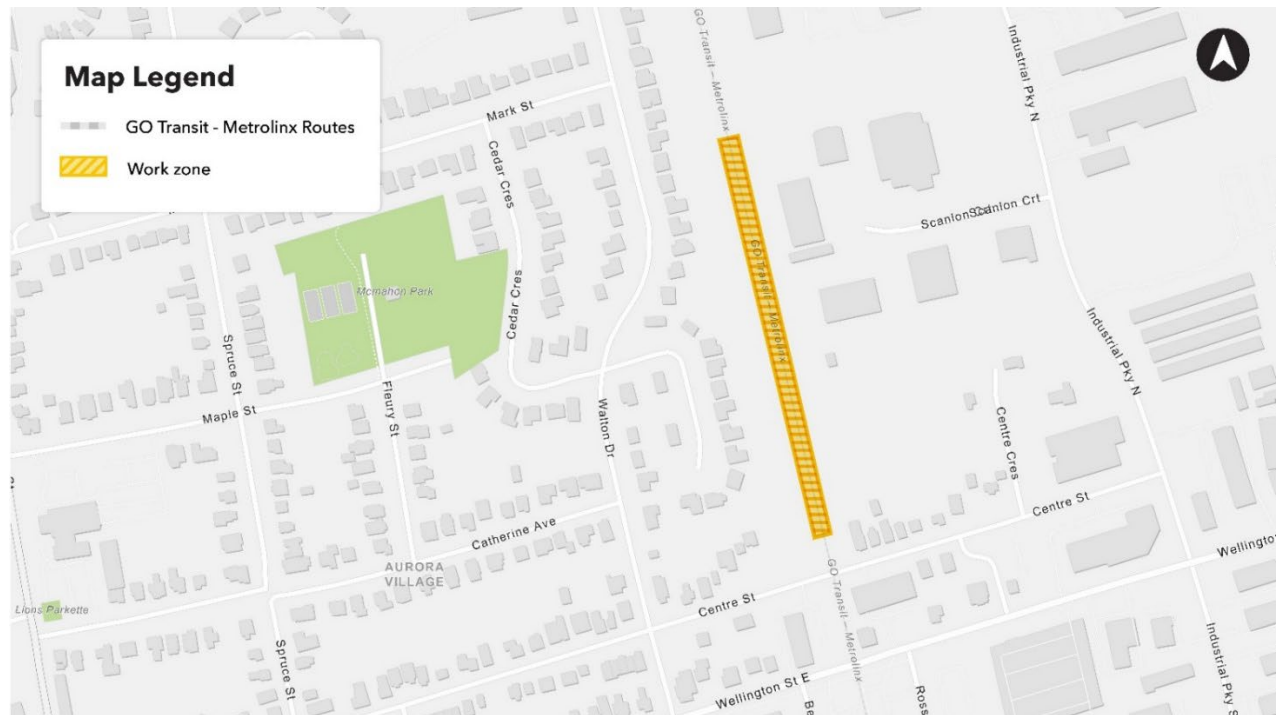 Map Legend
GO Transit - Metrolinx Routes
Work zone
GO Transit – Metrolinx
Industrial Pky N
Mark St
Cedar Cres
Scanlon Crt
Mcmahon Park
GO Transit – Metrolinx
Cedar Cres
Spruce St
Industrial Pky N
Maple St
Fleury St
Walton Dr
Centre Cres
Centre St
Catherine Ave
AURORA
VILLAGE
Wellington
Lions Parkette
Centre St
GO Transit – Metrolinx
Spruce St
Industrial Pky S
Wellington St E
Ross
Be